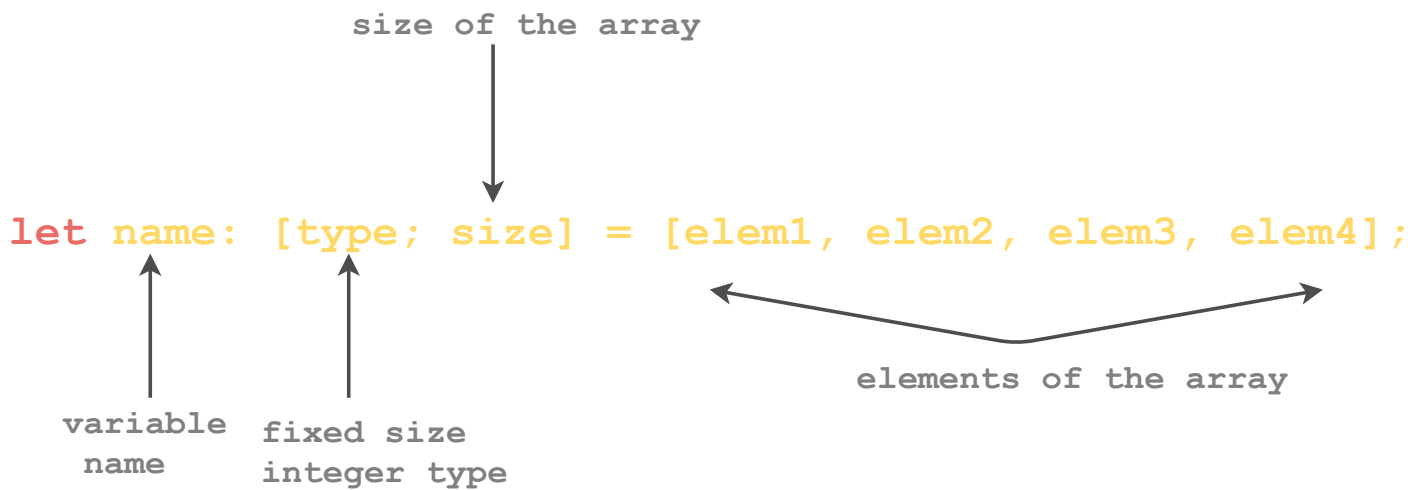 size of the array
let name: [type; size] = [elem1, elem2, elem3, elem4];
elements of the array
variable
name
fixed size
integer type